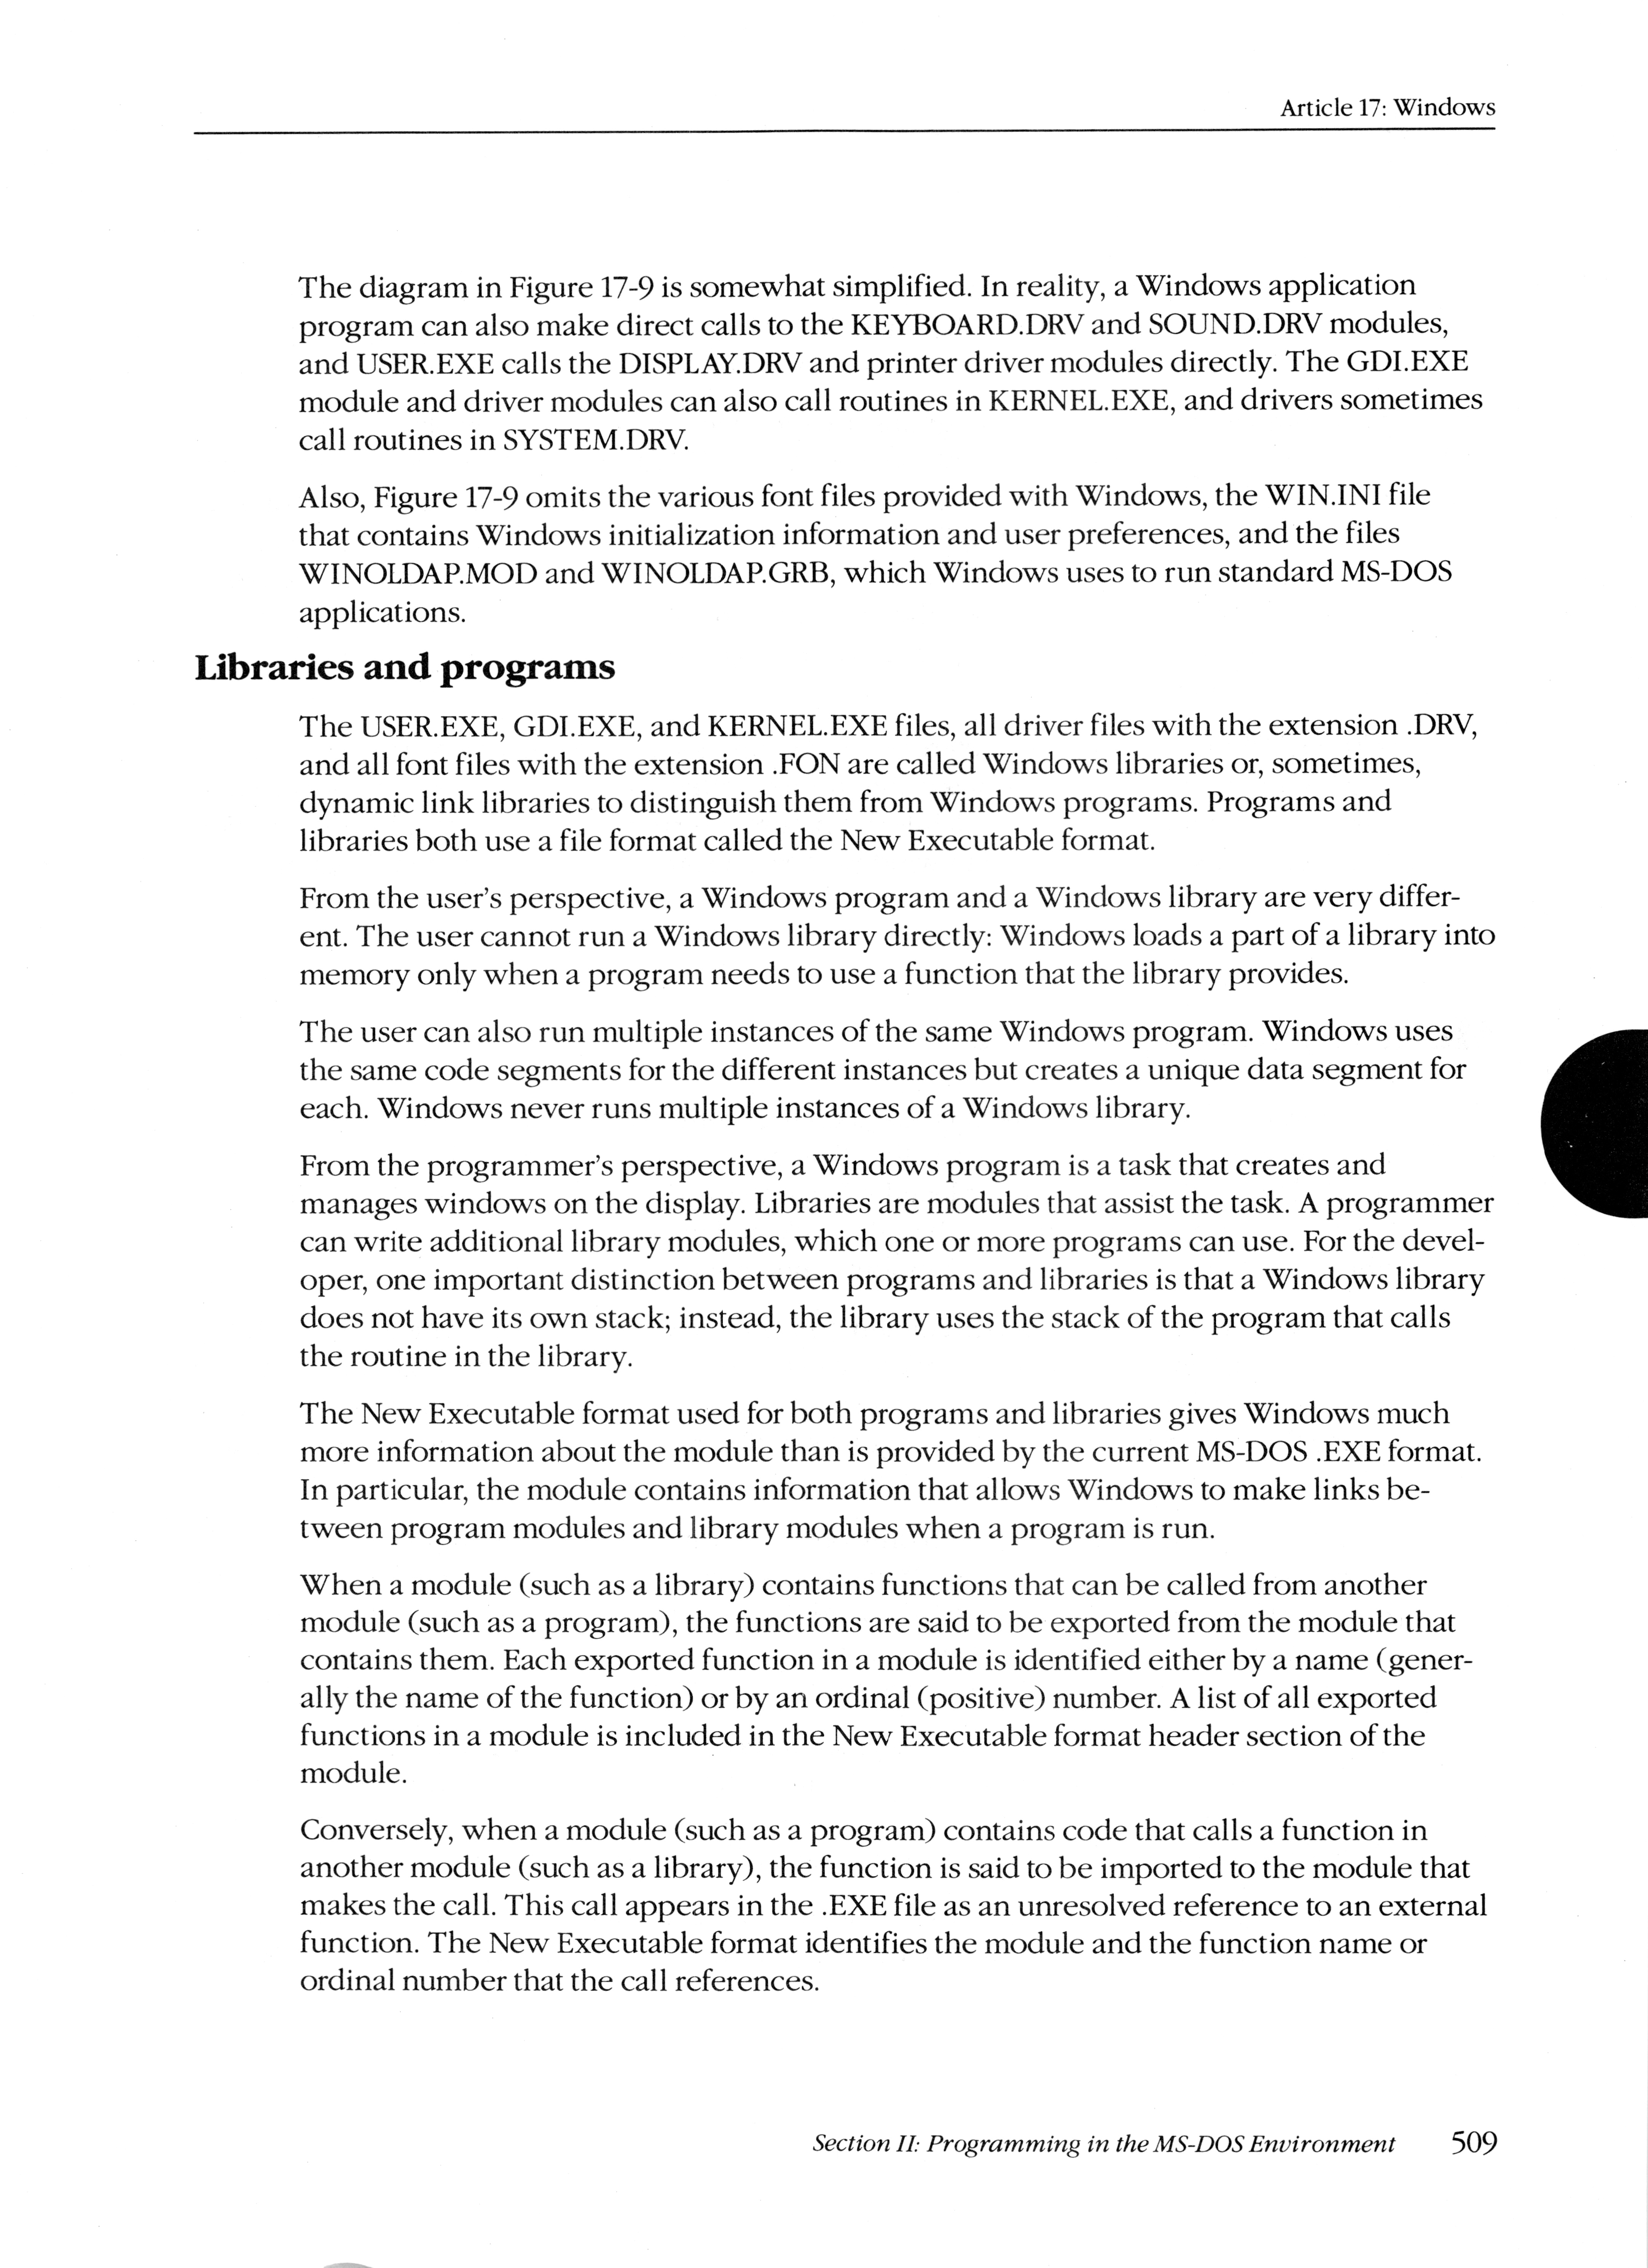 Article 17: Windows
The diagram in Figure 17-9 is somewhat simplified. In reality, a Windows application
program can also make direct calls to the KEYBOARD.DRV and SOUND.DRV modules,
and USER.EXE calls the DISPLAY.DRV and printer driver modules directly. The GDI.EXE
module and driver modules can also call routines in KERNEL.EXE, and drivers sometimes
call routines in SYSTEM.DRV.
Also, Figure 17-9 omits the various font files provided with Windows, the WIN.INI file
that contains Windows initialization information and user preferences, and the files
WINOLDAP.MOD and WINOLDAP.GRB, which Windows uses to run standard MS-DOS
applications.
Libraries and programs
The USER.EXE, GDI.EXE, and KERNEL.EXE files, all driver files with the extension .DRV,
and all font files with the extension .FON are called Windows libraries or, sometimes,
dynamic link libraries to distinguish them from Windows programs. Programs and
libraries both use a file format called the New Executable format.
From the user's perspective, a Windows program and a Windows library are very differ-
ent. The user cannot run a Windows library directly: Windows loads a part of a library into
memory only when a program needs to use a function that the library provides.
The user can also run multiple instances of the same Windows program. Windows uses
the same code segments for the different instances but creates a unique data segment for
each. Windows never runs multiple instances of a Windows library.
From the programmer's perspective, a Windows program is a task that creates and
manages windows on the display. Libraries are modules that assist the task. A programmer
can write additional library modules, which one or more programs can use. For the devel-
oper, one important distinction between programs and libraries is that a Windows library
does not have its own stack; instead, the library uses the stack of the program that calls
the routine in the library.
The New Executable format used for both programs and libraries gives Windows much
more information about the module than is provided by the current MS-DOS .EXE format.
In particular, the module contains information that allows Windows to make links be-
tween program modules and library modules when a program is run.
When a module (such as a library) contains functions that can be called from another
module (such as a program), the functions are said to be exported from the module that
contains them. Each exported function in a module is identified either by a name (gener-
ally the name of the function) or by an ordinal (positive) number. A list of all exported
functions in a module is included in the New Executable format header section of the
module.
Conversely, when a module (such as a program) contains code that calls a function in
another module (such as a library), the function is said to be imported to the module that
makes the call. This call appears in the .EXE file as an unresolved reference to an external
function. The New Executable format identifies the module and the function name or
ordinal number that the call references.
Section II: Programming in the MS-DOS Environment 509